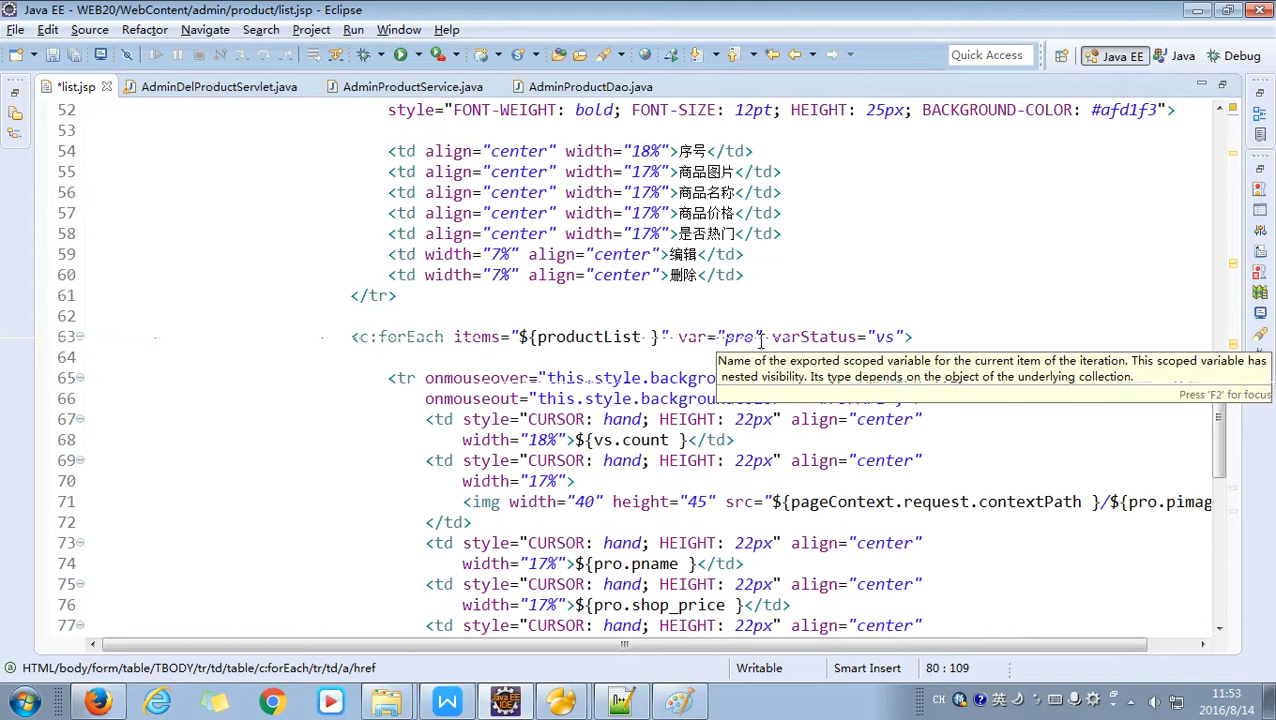 Java EE - WEB20/WebContent/admin/product/list.jsp - Eclipse
File Edit Source Refactor Navigate Search Project Run Window Help
Quick Access Java EE Java Debug
*list.jsp AdminDelProductServlet.java AdminProductService.java AdminProductDao.java
52 style="FONT-WEIGHT: bold; FONT-SIZE: 12pt; HEIGHT: 25px; BACKGROUND-COLOR: #afd1f3">
53
54 <td align="center" width="18%">序号</td>
55 <td align="center" width="17%">商品图片</td>
56 <td align="center" width="17%">商品名称</td>
57 <td align="center" width="17%">商品价格</td>
58 <td align="center" width="17%">是否热门</td>
59 <td width="7%" align="center">编辑</td>
60 <td width="7%" align="center">删除</td>
61 </tr>
62
63 <c:forEach items="${productList }" var="pro" varStatus="vs">
64
Name of the exported scoped variable for the current item of the iteration. This scoped variable has
nested visibility. Its type depends on the object of the underlying collection.
Press 'F2' for focus
65 <tr onmouseover="this.style.backgro
66 onmouseout="this.style.background
67 <td style="CURSOR: hand; HEIGHT: 22px" align="center"
68 width="18%">${vs.count }</td>
69 <td style="CURSOR: hand; HEIGHT: 22px" align="center"
70 width="17%">
71 <img width="40" height="45" src="${pageContext.request.contextPath }/${pro.pimag
72 </td>
73 <td style="CURSOR: hand; HEIGHT: 22px" align="center"
74 width="17%">${pro.pname }</td>
75 <td style="CURSOR: hand; HEIGHT: 22px" align="center"
76 width="17%">${pro.shop_price }</td>
77 <td style="CURSOR: hand; HEIGHT: 22px" align="center"
HTML/body/form/table/TBODY/tr/td/table/c:forEach/tr/td/a/href Writable Smart Insert 80 : 109
CH 英 11:53
2016/8/14